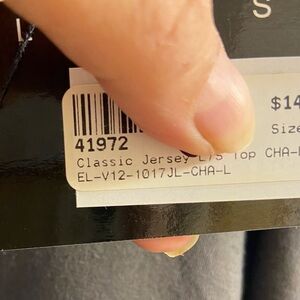 S
$14
41972
Size
Classic Jersey L/S Top CHA-
EL-V12-1017JL-CHA-L